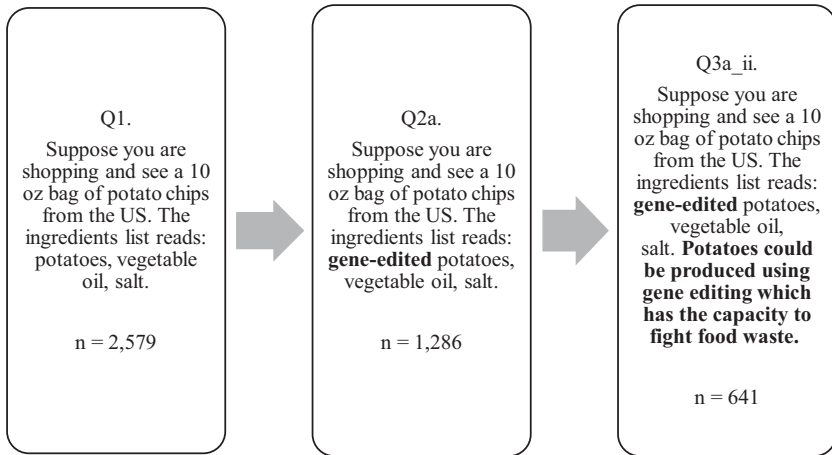 Q1.
Suppose you are
shopping and see a 10
oz bag of potato chips
from the US. The
ingredients list reads:
potatoes, vegetable
oil, salt.
n = 2,579
Q2a.
Suppose you are
shopping and see a 10
oz bag of potato chips
from the US. The
ingredients list reads:
gene-edited potatoes,
vegetable oil, salt.
n = 1,286
Q3a_ii.
Suppose you are
shopping and see a 10
oz bag of potato chips
from the US. The
ingredients list reads:
gene-edited potatoes,
vegetable oil,
salt. Potatoes could
be produced using
gene editing which
has the capacity to
fight food waste.
n = 641